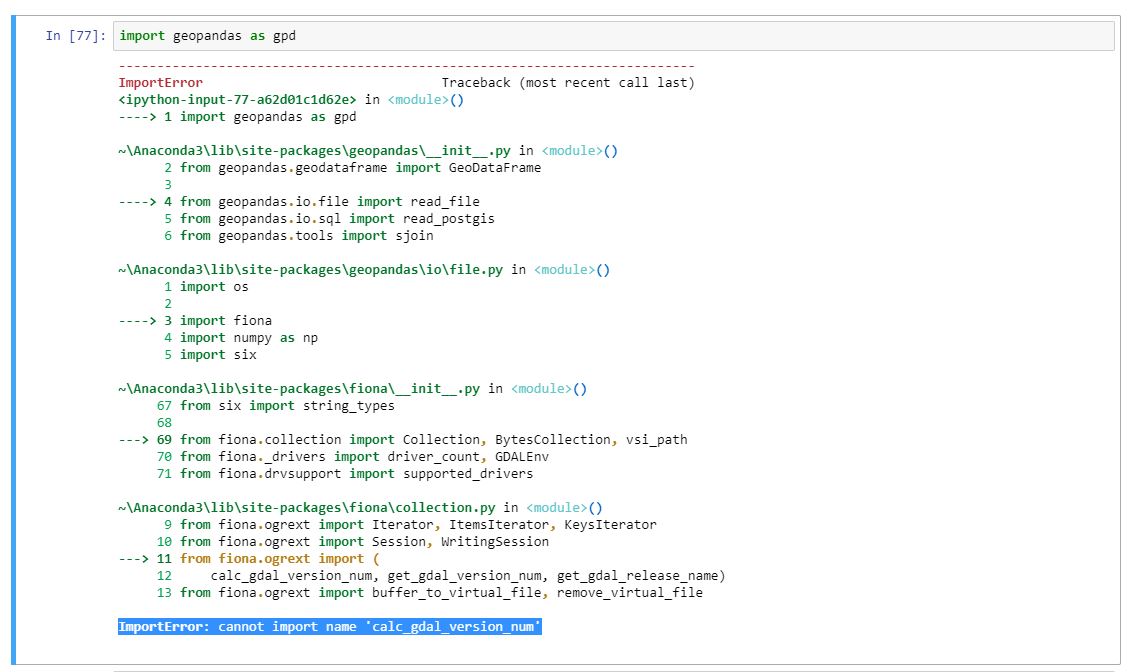 In [77]: import geopandas as gpd
---------------------------------------------------------------------------
ImportError                               Traceback (most recent call last)
<ipython-input-77-a62d01c1d62e> in <module>()
----> 1 import geopandas as gpd
~\Anaconda3\lib\site-packages\geopandas\__init__.py in <module>()
      2 from geopandas.geodataframe import GeoDataFrame
      3
----> 4 from geopandas.io.file import read_file
      5 from geopandas.io.sql import read_postgis
      6 from geopandas.tools import sjoin
~\Anaconda3\lib\site-packages\geopandas\io\file.py in <module>()
      1 import os
      2
----> 3 import fiona
      4 import numpy as np
      5 import six
~\Anaconda3\lib\site-packages\fiona\__init__.py in <module>()
     67 from six import string_types
     68
---> 69 from fiona.collection import Collection, BytesCollection, vsi_path
     70 from fiona._drivers import driver_count, GDALEnv
     71 from fiona.drvsupport import supported_drivers
~\Anaconda3\lib\site-packages\fiona\collection.py in <module>()
      9 from fiona.ogrext import Iterator, ItemsIterator, KeysIterator
     10 from fiona.ogrext import Session, WritingSession
---> 11 from fiona.ogrext import (
     12     calc_gdal_version_num, get_gdal_version_num, get_gdal_release_name)
     13 from fiona.ogrext import buffer_to_virtual_file, remove_virtual_file
ImportError: cannot import name 'calc_gdal_version_num'